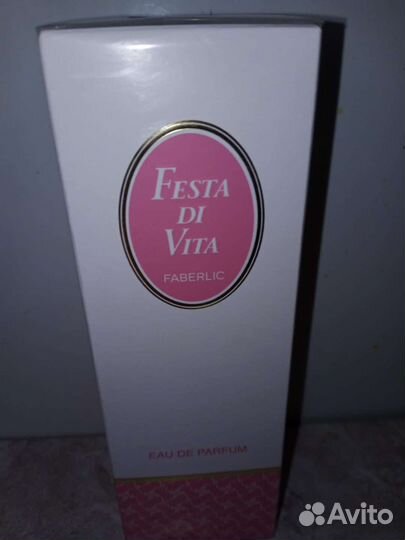 FESTA
DI
VITA
FABERLIC
EAU DE PARFUM
Avito